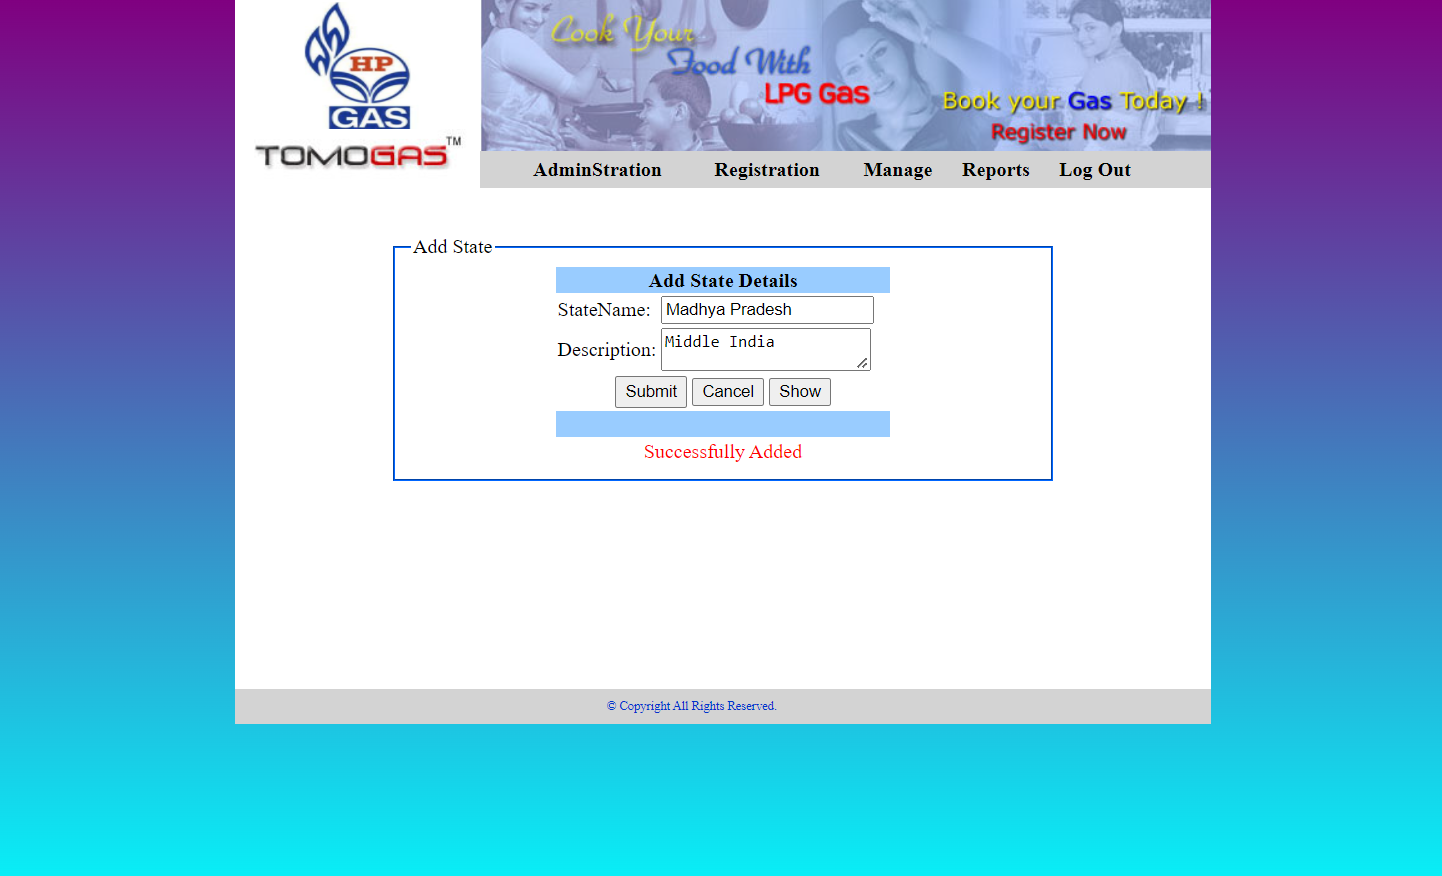 HP
GAS
TOMOGAS™
Cook Your
Food With
LPG Gas
Book your Gas Today !
Register Now
AdminStration Registration Manage Reports Log Out
Add State
Add State Details
StateName: Madhya Pradesh
Description: Middle India
Submit Cancel Show
Successfully Added
© Copyright All Rights Reserved.